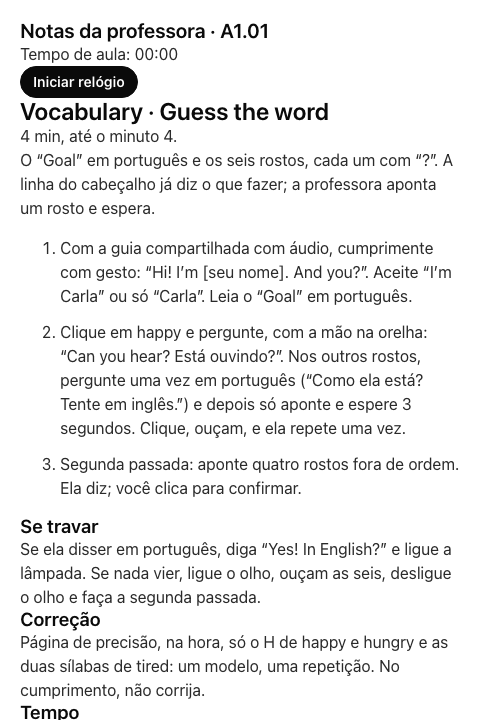 Notas da professora · A1.01
Tempo de aula: 00:00
Iniciar relógio
Vocabulary · Guess the word
4 min, até o minuto 4.
O “Goal” em português e os seis rostos, cada um com “?”. A
linha do cabeçalho já diz o que fazer; a professora aponta
um rosto e espera.
1. Com a guia compartilhada com áudio, cumprimente
com gesto: “Hi! I’m [seu nome]. And you?”. Aceite “I’m
Carla” ou só “Carla”. Leia o “Goal” em português.
2. Clique em happy e pergunte, com a mão na orelha:
“Can you hear? Está ouvindo?”. Nos outros rostos,
pergunte uma vez em português (“Como ela está?
Tente em inglês.”) e depois só aponte e espere 3
segundos. Clique, ouçam, e ela repete uma vez.
3. Segunda passada: aponte quatro rostos fora de ordem.
Ela diz; você clica para confirmar.
Se travar
Se ela disser em português, diga “Yes! In English?” e ligue a
lâmpada. Se nada vier, ligue o olho, ouçam as seis, desligue
o olho e faça a segunda passada.
Correção
Página de precisão, na hora, só o H de happy e hungry e as
duas sílabas de tired: um modelo, uma repetição. No
cumprimento, não corrija.
Tempo